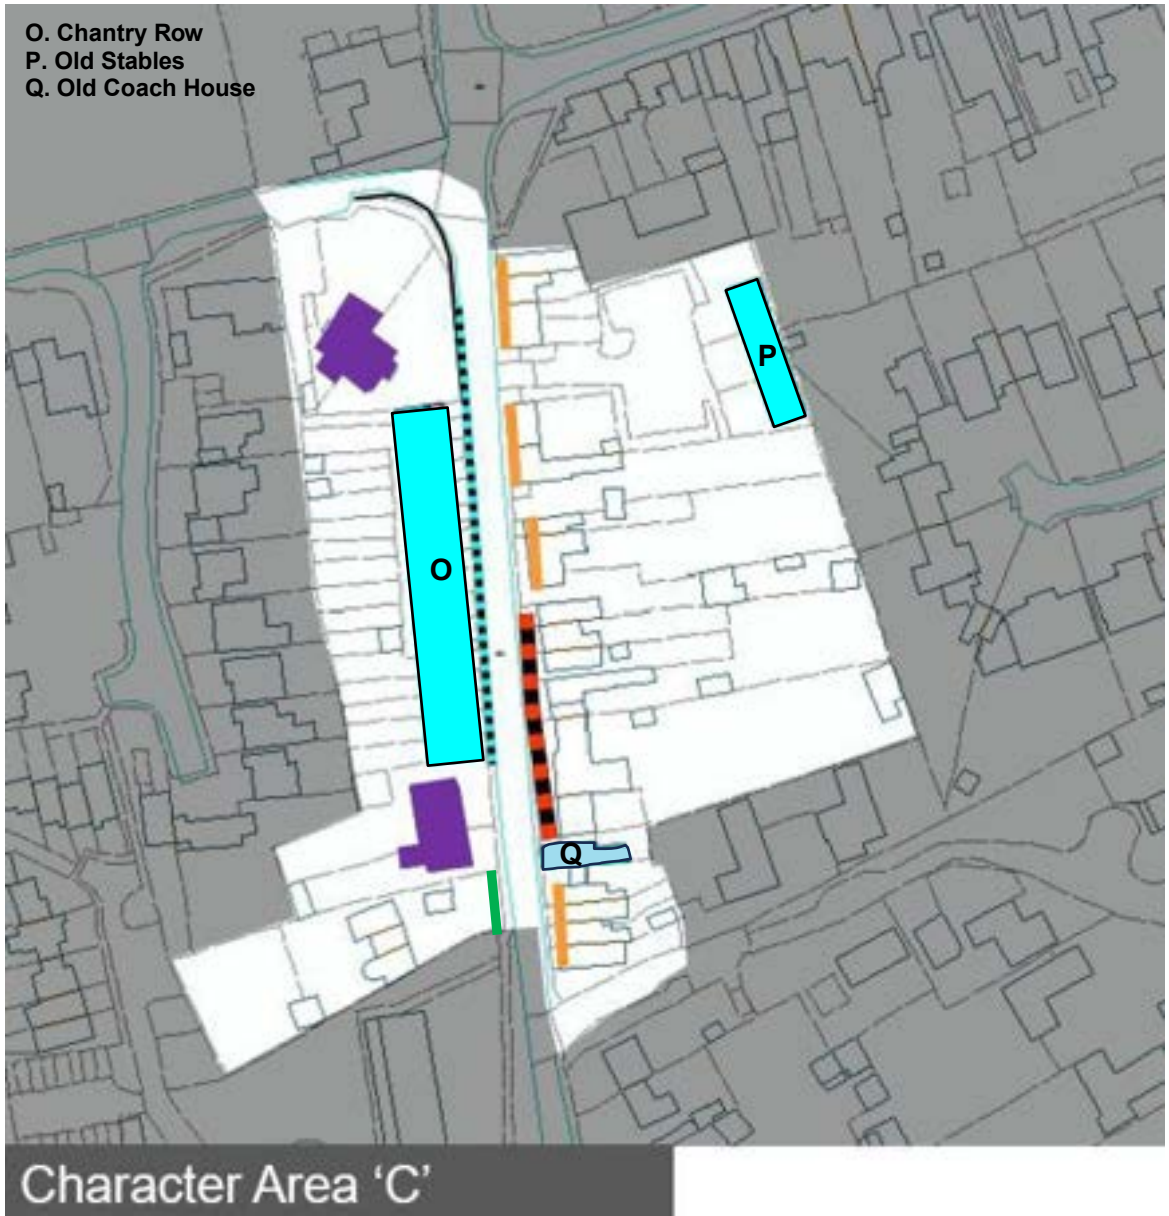 O. Chantry Row
P. Old Stables
Q. Old Coach House
P
O
Q
Character Area ‘C’